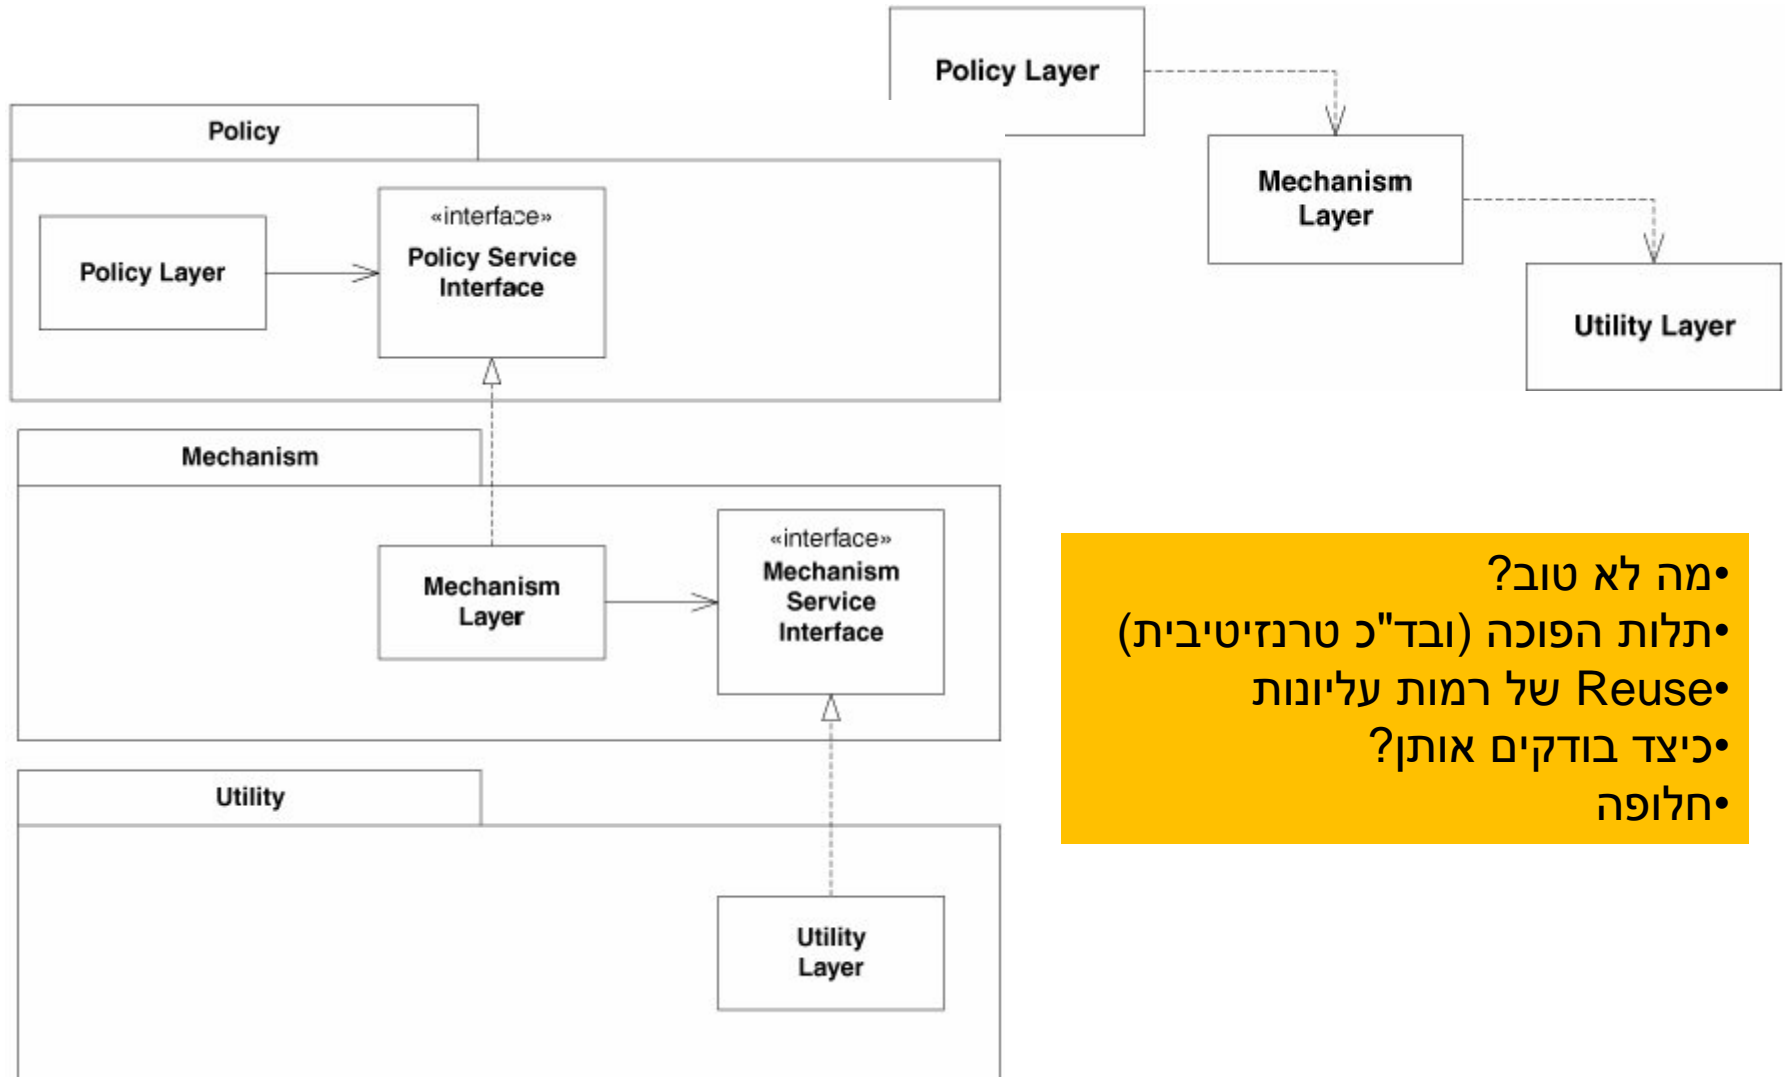 Policy Layer
Mechanism
Layer
Utility Layer
Policy
Policy Layer
«interface»
Policy Service
Interface
Mechanism
Mechanism
Layer
«interface»
Mechanism
Service
Interface
Utility
Utility
Layer
•מה לא טוב?
•תלות הפוכה (ובד"כ טרנזיטיבית)
•Reuse של רמות עליונות
•כיצד בודקים אותן?
•חלופה